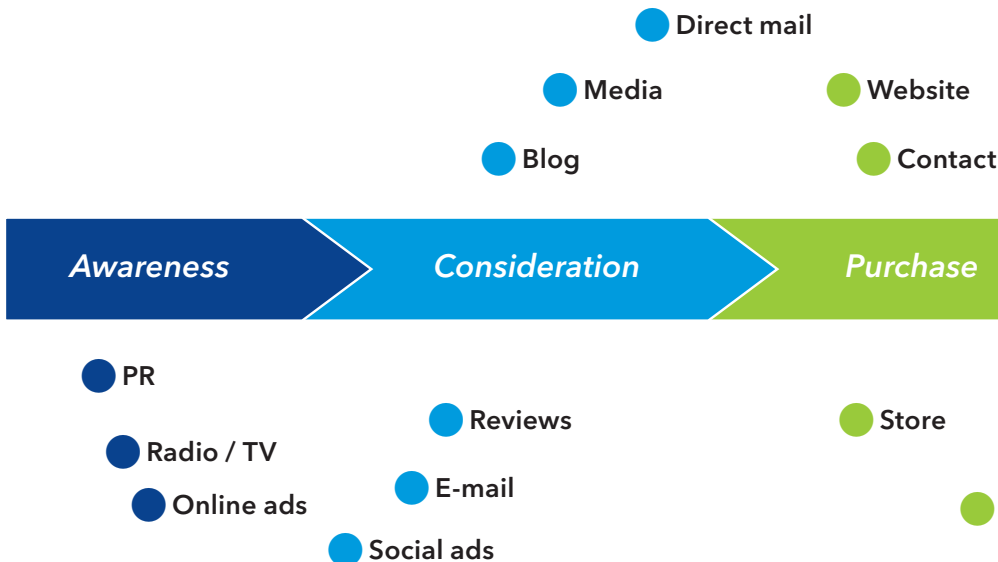 Direct mail
Media
Website
Blog
Contact
Awareness
Consideration
Purchase
PR
Reviews
Store
Radio / TV
E-mail
Online ads
Social ads